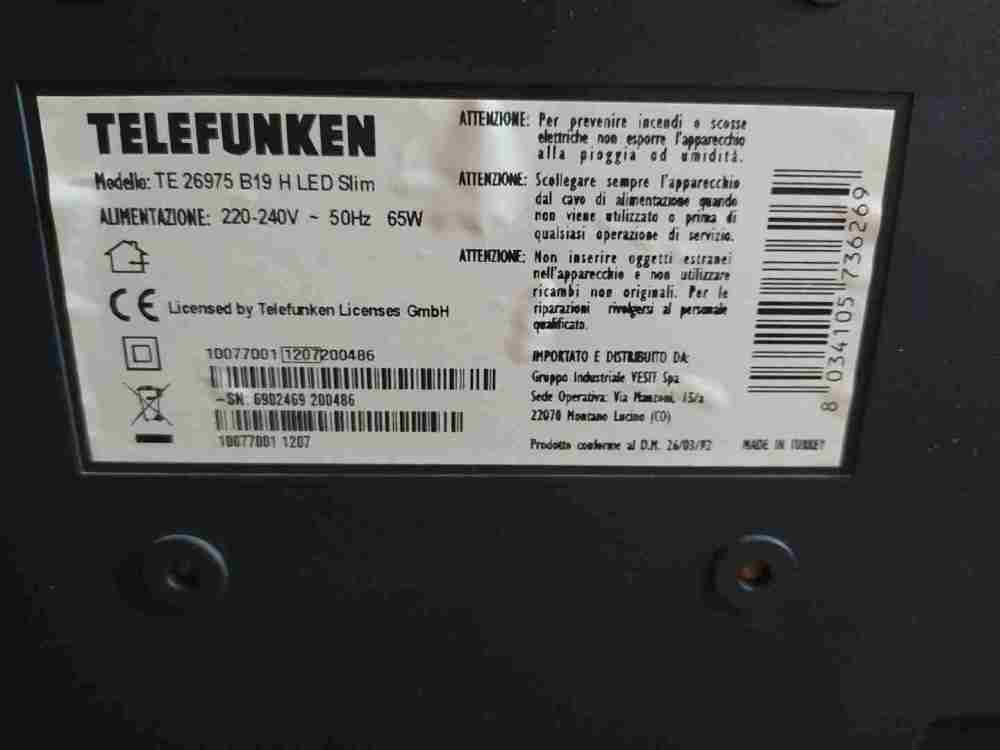 TELEFUNKEN
Modello: TE 26975 B19 H LED Slim
ALIMENTAZIONE: 220-240V ~ 50Hz 65W
CE Licensed by Telefunken Licenses GmbH
10077001 1207200486
-SN: 6902469 200486
10077001 1207
ATTENZIONE: Per prevenire incendi o scosse
elettriche non esporre l'apparecchio
alla pioggia od umidità.
ATTENZIONE: Scollegare sempre l'apparecchio
dal cavo di alimentazione quando
non viene utilizzato o prima di
qualsiasi operazione di servizio.
ATTENZIONE: Non inserire oggetti estranei
nell'apparecchio e non utilizzare
ricambi non originali. Per le
riparazioni rivolgersi al personale
qualificato.
IMPORTATO E DISTRIBUITO DA:
Gruppo Industriale VESIT Spa
Sede Operativa: Via Manzoni, 15/a
22070 Montano Lucino (CO)
Prodotto conforme al D.M. 26/03/92
MADE IN TURKEY
8 034105 736269